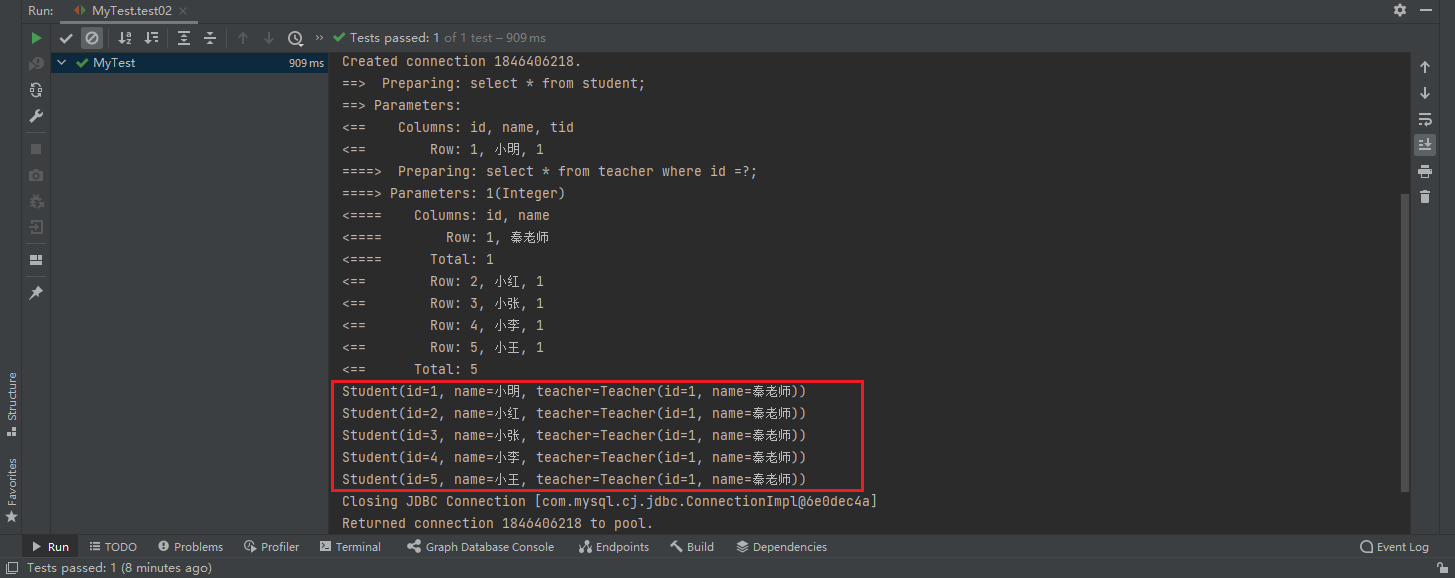 Run: MyTest.test02
Tests passed: 1 of 1 test – 909 ms
MyTest 909 ms
Created connection 1846406218.
==>  Preparing: select * from student;
==> Parameters:
<==    Columns: id, name, tid
<==        Row: 1, 小明, 1
====>  Preparing: select * from teacher where id =?;
====> Parameters: 1(Integer)
<====    Columns: id, name
<====        Row: 1, 秦老师
<====      Total: 1
<==        Row: 2, 小红, 1
<==        Row: 3, 小张, 1
<==        Row: 4, 小李, 1
<==        Row: 5, 小王, 1
<==      Total: 5
Student(id=1, name=小明, teacher=Teacher(id=1, name=秦老师))
Student(id=2, name=小红, teacher=Teacher(id=1, name=秦老师))
Student(id=3, name=小张, teacher=Teacher(id=1, name=秦老师))
Student(id=4, name=小李, teacher=Teacher(id=1, name=秦老师))
Student(id=5, name=小王, teacher=Teacher(id=1, name=秦老师))
Closing JDBC Connection [com.mysql.cj.jdbc.ConnectionImpl@6e0dec4a]
Returned connection 1846406218 to pool.
Structure
Favorites
Run TODO Problems Profiler Terminal Graph Database Console Endpoints Build Dependencies Event Log
Tests passed: 1 (8 minutes ago)